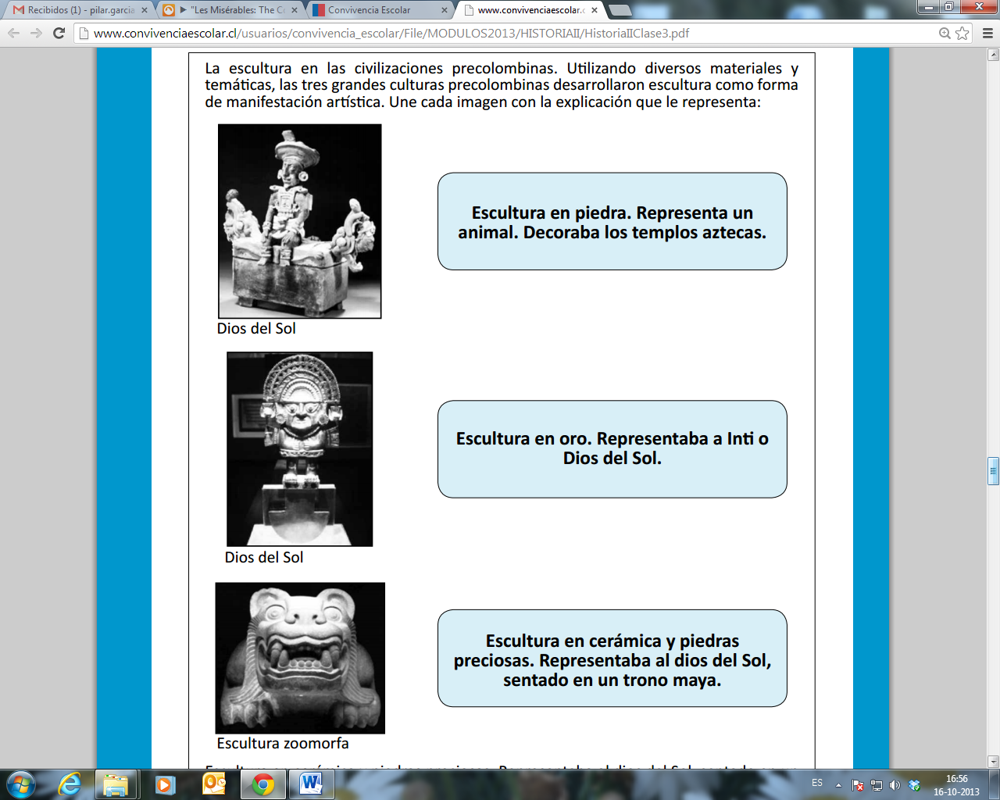 Recibidos (1) - pilar.garcia
"Les Misérables: The Co
Convivencia Escolar
www.convivenciaescolar.c
www.convivenciaescolar.cl/usuarios/convivencia_escolar/File/MODULOS2013/HISTORIAII/HistoriaIIClase3.pdf
La escultura en las civilizaciones precolombinas. Utilizando diversos materiales y
temáticas, las tres grandes culturas precolombinas desarrollaron escultura como forma
de manifestación artística. Une cada imagen con la explicación que le representa:
Escultura en piedra. Representa un
animal. Decoraba los templos aztecas.
Dios del Sol
Escultura en oro. Representaba a Inti o
Dios del Sol.
Dios del Sol
Escultura en cerámica y piedras
preciosas. Representaba al dios del Sol,
sentado en un trono maya.
Escultura zoomorfa
ES
16:56
16-10-2013